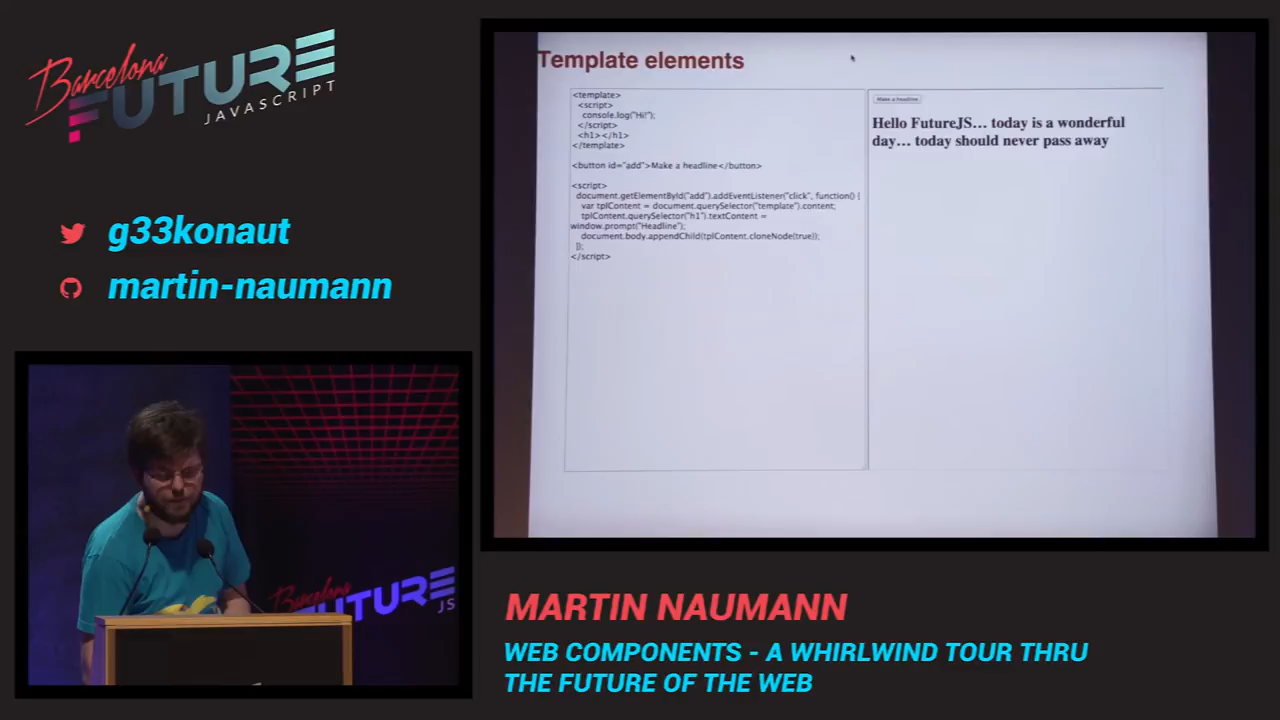 Barcelona
FUTURE
JAVASCRIPT
g33konaut
martin-naumann
Template elements
<template>
<script>
console.log("Hi!");
</script>
<h1></h1>
</template>
<button id="add">Make a headline</button>
<script>
document.getElementById("add").addEventListener("click", function() {
var tplContent = document.querySelector("template").content;
tplContent.querySelector("h1").textContent =
window.prompt("Headline");
document.body.appendChild(tplContent.cloneNode(true));
});
</script>
Make a headline
Hello FutureJS... today is a wonderful
day... today should never pass away
Barcelona
FUTURE
JS
MARTIN NAUMANN
WEB COMPONENTS - A WHIRLWIND TOUR THRU
THE FUTURE OF THE WEB